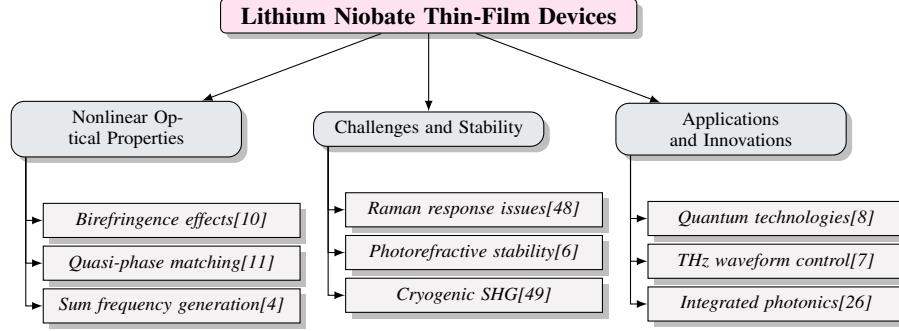 Lithium Niobate Thin-Film Devices
Nonlinear Op-
tical Properties
Birefringence effects[10]
Quasi-phase matching[11]
Sum frequency generation[4]
Challenges and Stability
Raman response issues[48]
Photorefractive stability[6]
Cryogenic SHG[49]
Applications
and Innovations
Quantum technologies[8]
THz waveform control[7]
Integrated photonics[26]